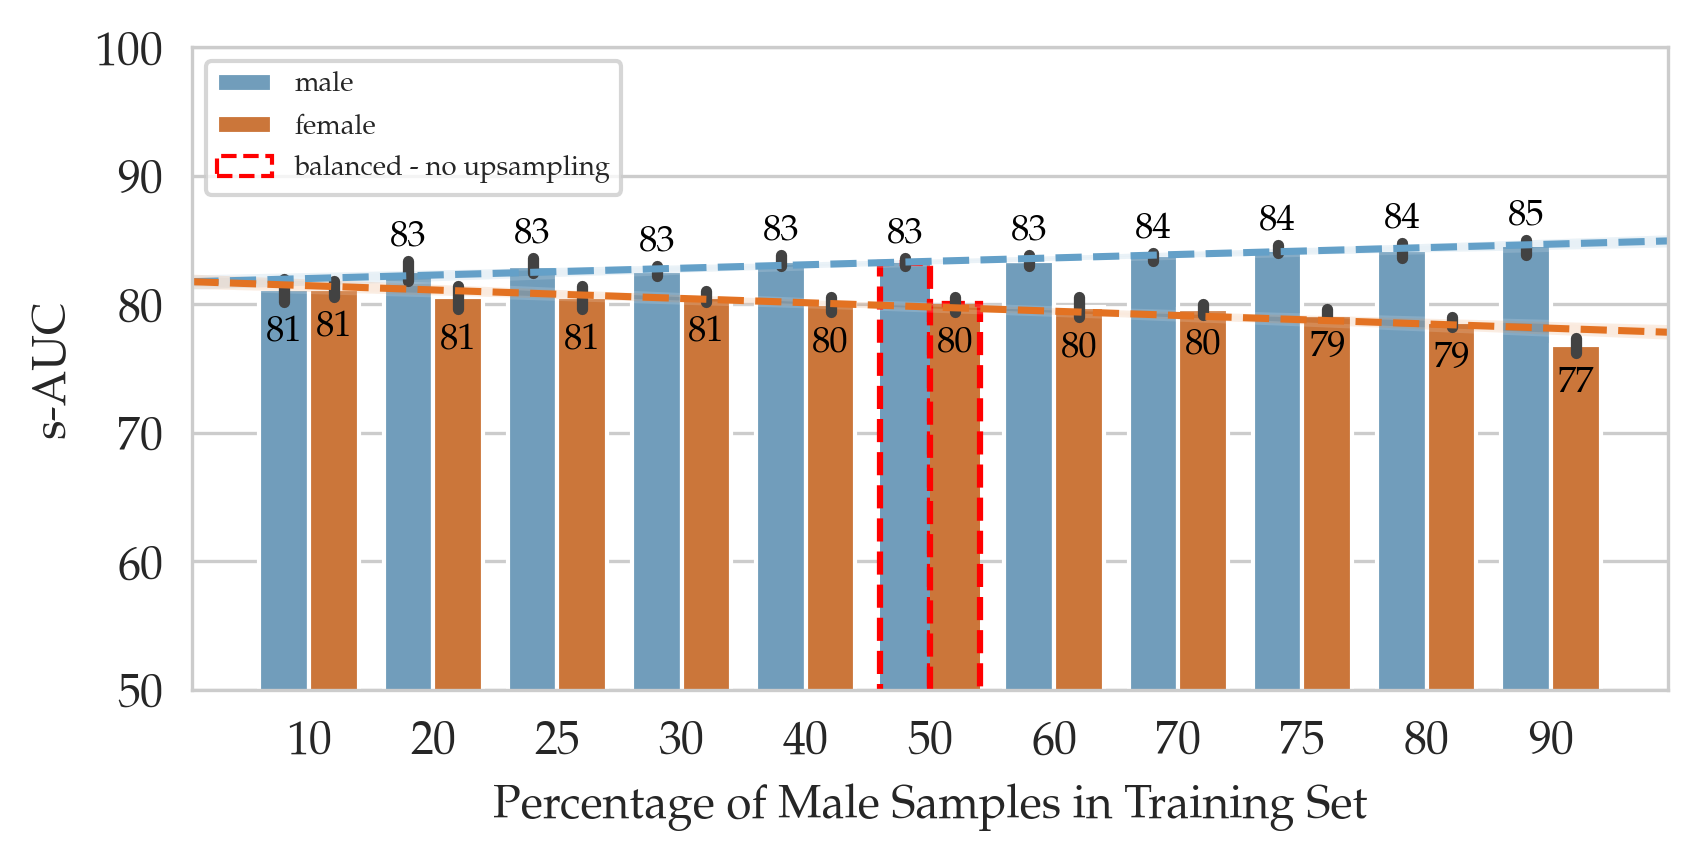 100
90
80
70
60
50
s-AUC
male
female
balanced - no upsampling
81 83 83 83 83 83 83 84 84 84 85
81 81 81 81 80 80 80 80 79 79 77
10 20 25 30 40 50 60 70 75 80 90
Percentage of Male Samples in Training Set